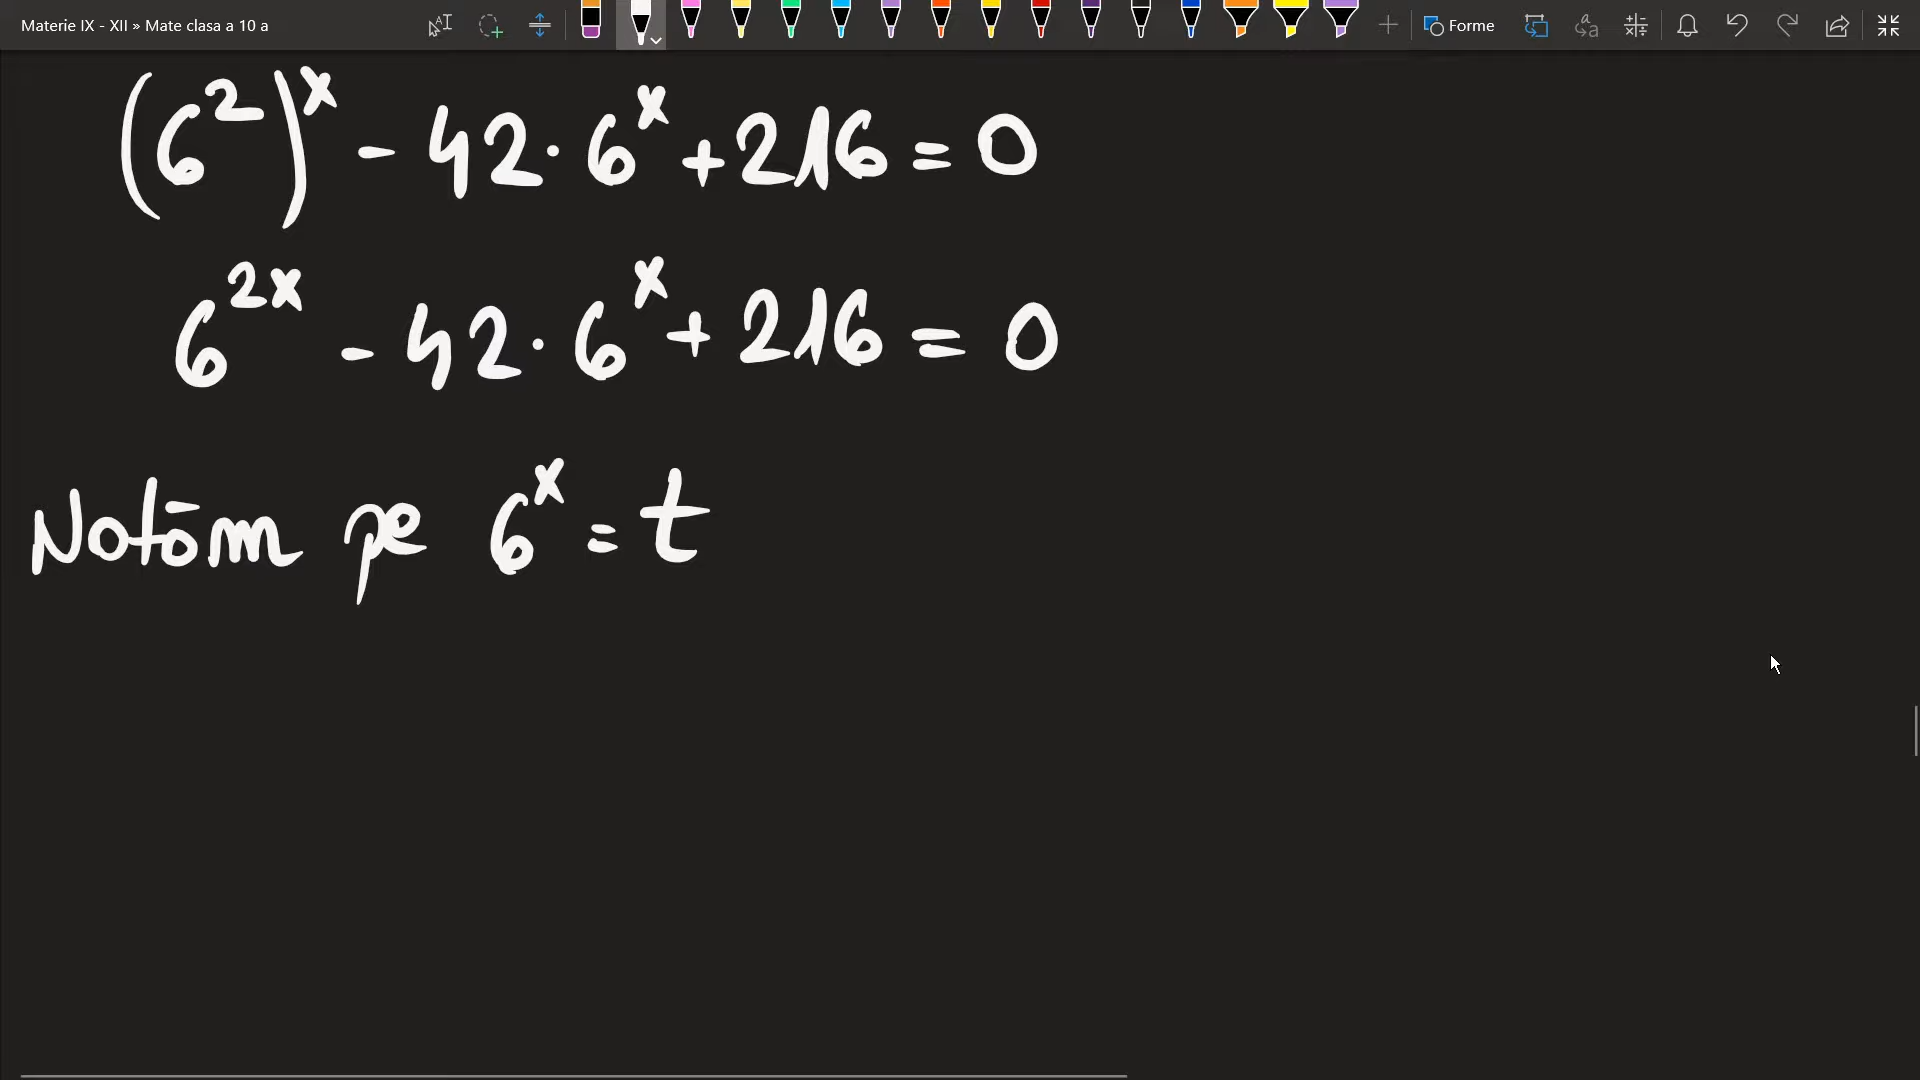 Materie IX - XII » Mate clasa a 10 a
Forme
(6²)ˣ - 42 · 6ˣ + 216 = 0
6²ˣ - 42 · 6ˣ + 216 = 0
Notăm pe 6ˣ = t